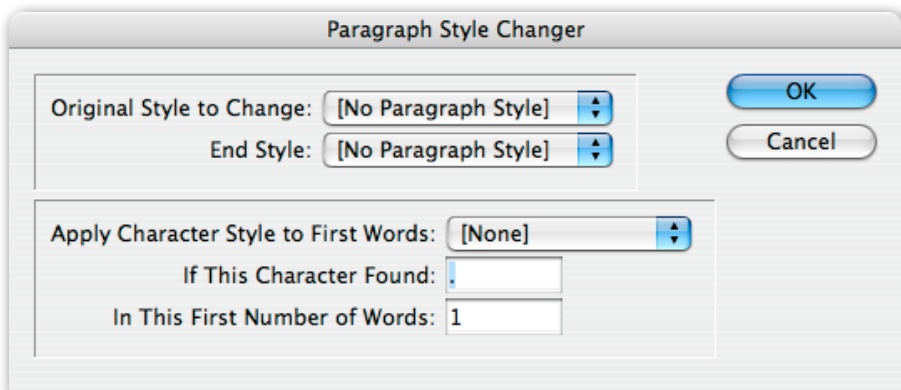 Paragraph Style Changer
Original Style to Change: [No Paragraph Style]
OK
End Style: [No Paragraph Style]
Cancel
Apply Character Style to First Words: [None]
If This Character Found: .
In This First Number of Words: 1